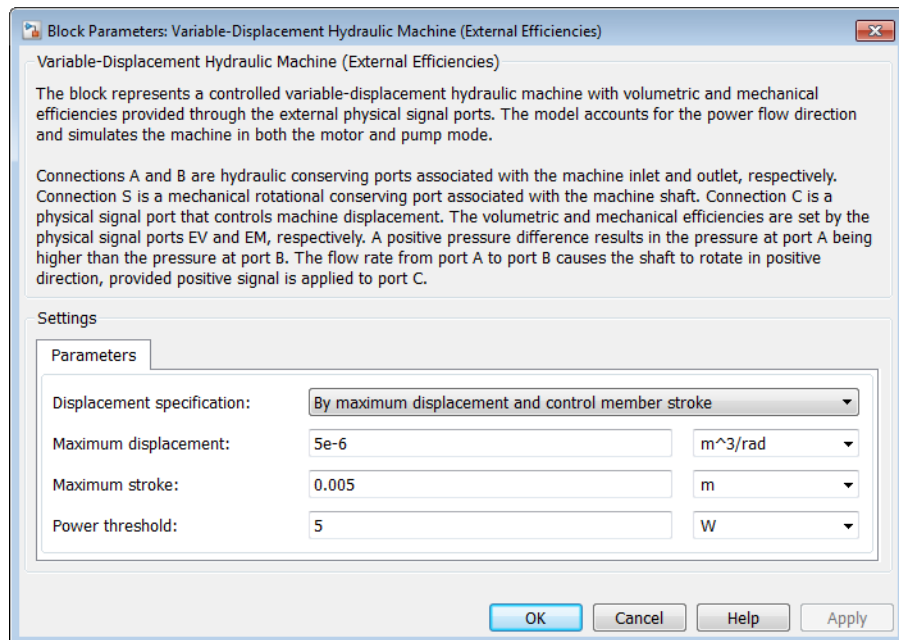 Block Parameters: Variable-Displacement Hydraulic Machine (External Efficiencies)
Variable-Displacement Hydraulic Machine (External Efficiencies)
The block represents a controlled variable-displacement hydraulic machine with volumetric and mechanical
efficiencies provided through the external physical signal ports. The model accounts for the power flow direction
and simulates the machine in both the motor and pump mode.
Connections A and B are hydraulic conserving ports associated with the machine inlet and outlet, respectively.
Connection S is a mechanical rotational conserving port associated with the machine shaft. Connection C is a
physical signal port that controls machine displacement. The volumetric and mechanical efficiencies are set by the
physical signal ports EV and EM, respectively. A positive pressure difference results in the pressure at port A being
higher than the pressure at port B. The flow rate from port A to port B causes the shaft to rotate in positive
direction, provided positive signal is applied to port C.
Settings
Parameters
Displacement specification: By maximum displacement and control member stroke
Maximum displacement: 5e-6 m^3/rad
Maximum stroke: 0.005 m
Power threshold: 5 W
OK Cancel Help Apply